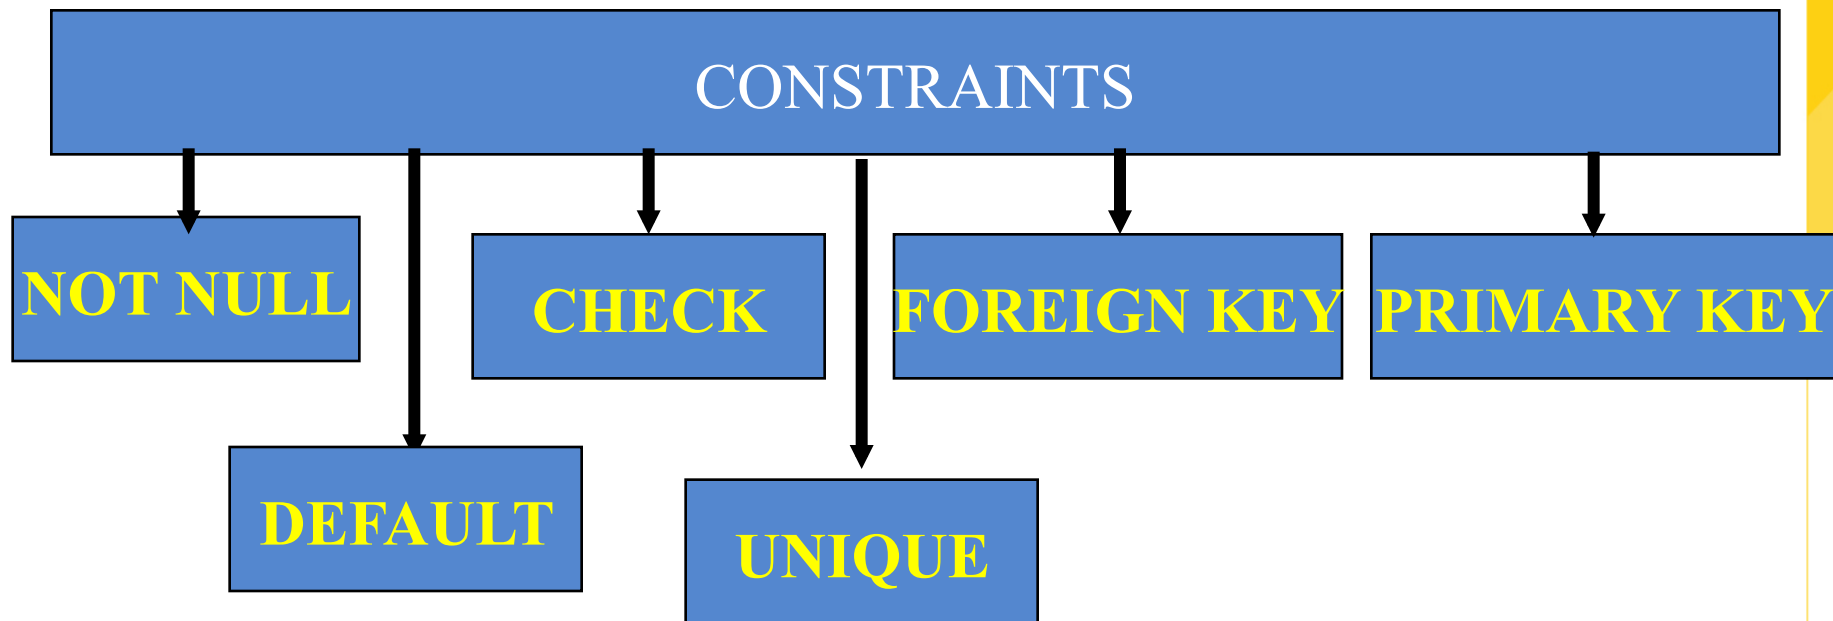 CONSTRAINTS
NOT NULL
CHECK
FOREIGN KEY
PRIMARY KEY
DEFAULT
UNIQUE